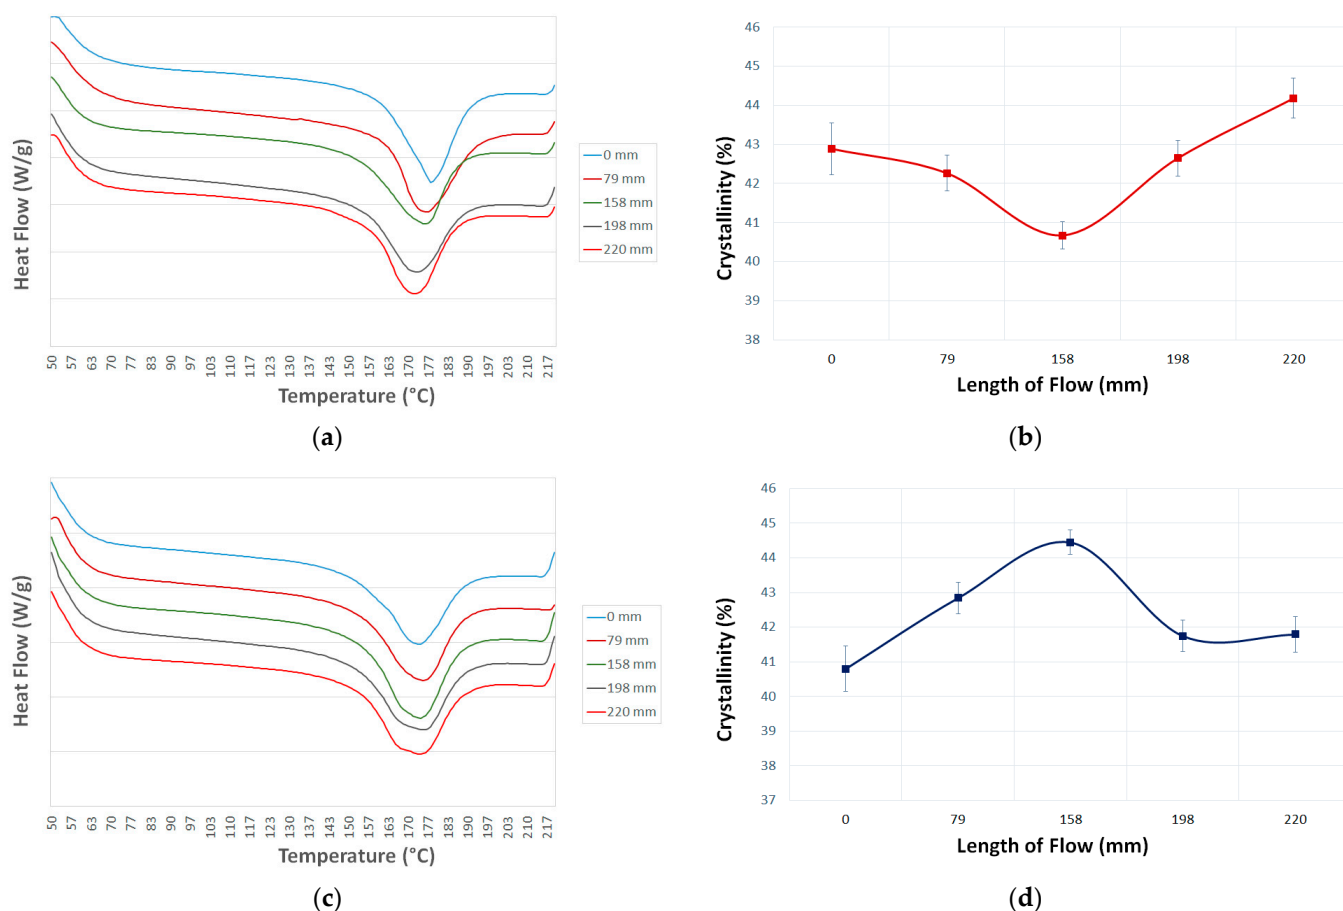 Heat Flow (W/g)
0 mm
79 mm
158 mm
198 mm
220 mm
50 57 63 70 77 83 90 97 103 110 117 123 130 137 143 150 157 163 170 177 183 190 197 203 210 217
Temperature (°C)
(a)
Crystallinity (%)
46
45
44
43
42
41
40
39
38
0 79 158 198 220
Length of Flow (mm)
(b)
Heat Flow (W/g)
0 mm
79 mm
158 mm
198 mm
220 mm
50 57 63 70 77 83 90 97 103 110 117 123 130 137 143 150 157 163 170 177 183 190 197 203 210 217
Temperature (°C)
(c)
Crystallinity (%)
46
45
44
43
42
41
40
39
38
37
0 79 158 198 220
Length of Flow (mm)
(d)